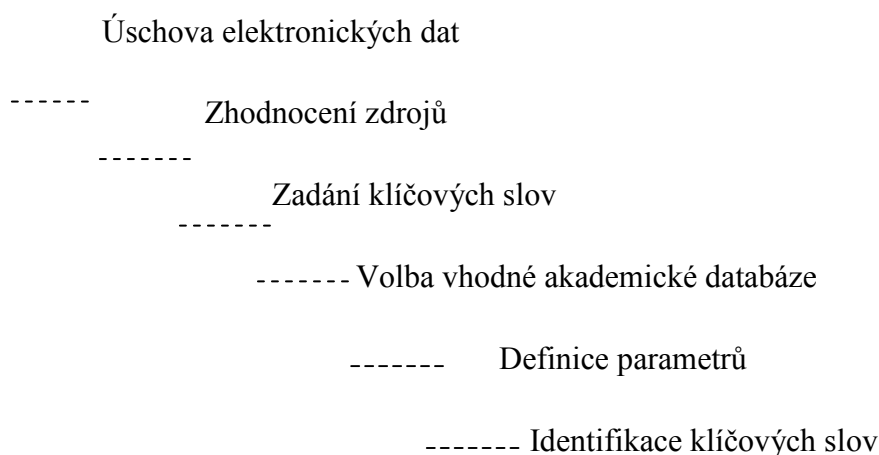 Úschova elektronických dat
Zhodnocení zdrojů
Zadání klíčových slov
Volba vhodné akademické databáze
Definice parametrů
Identifikace klíčových slov